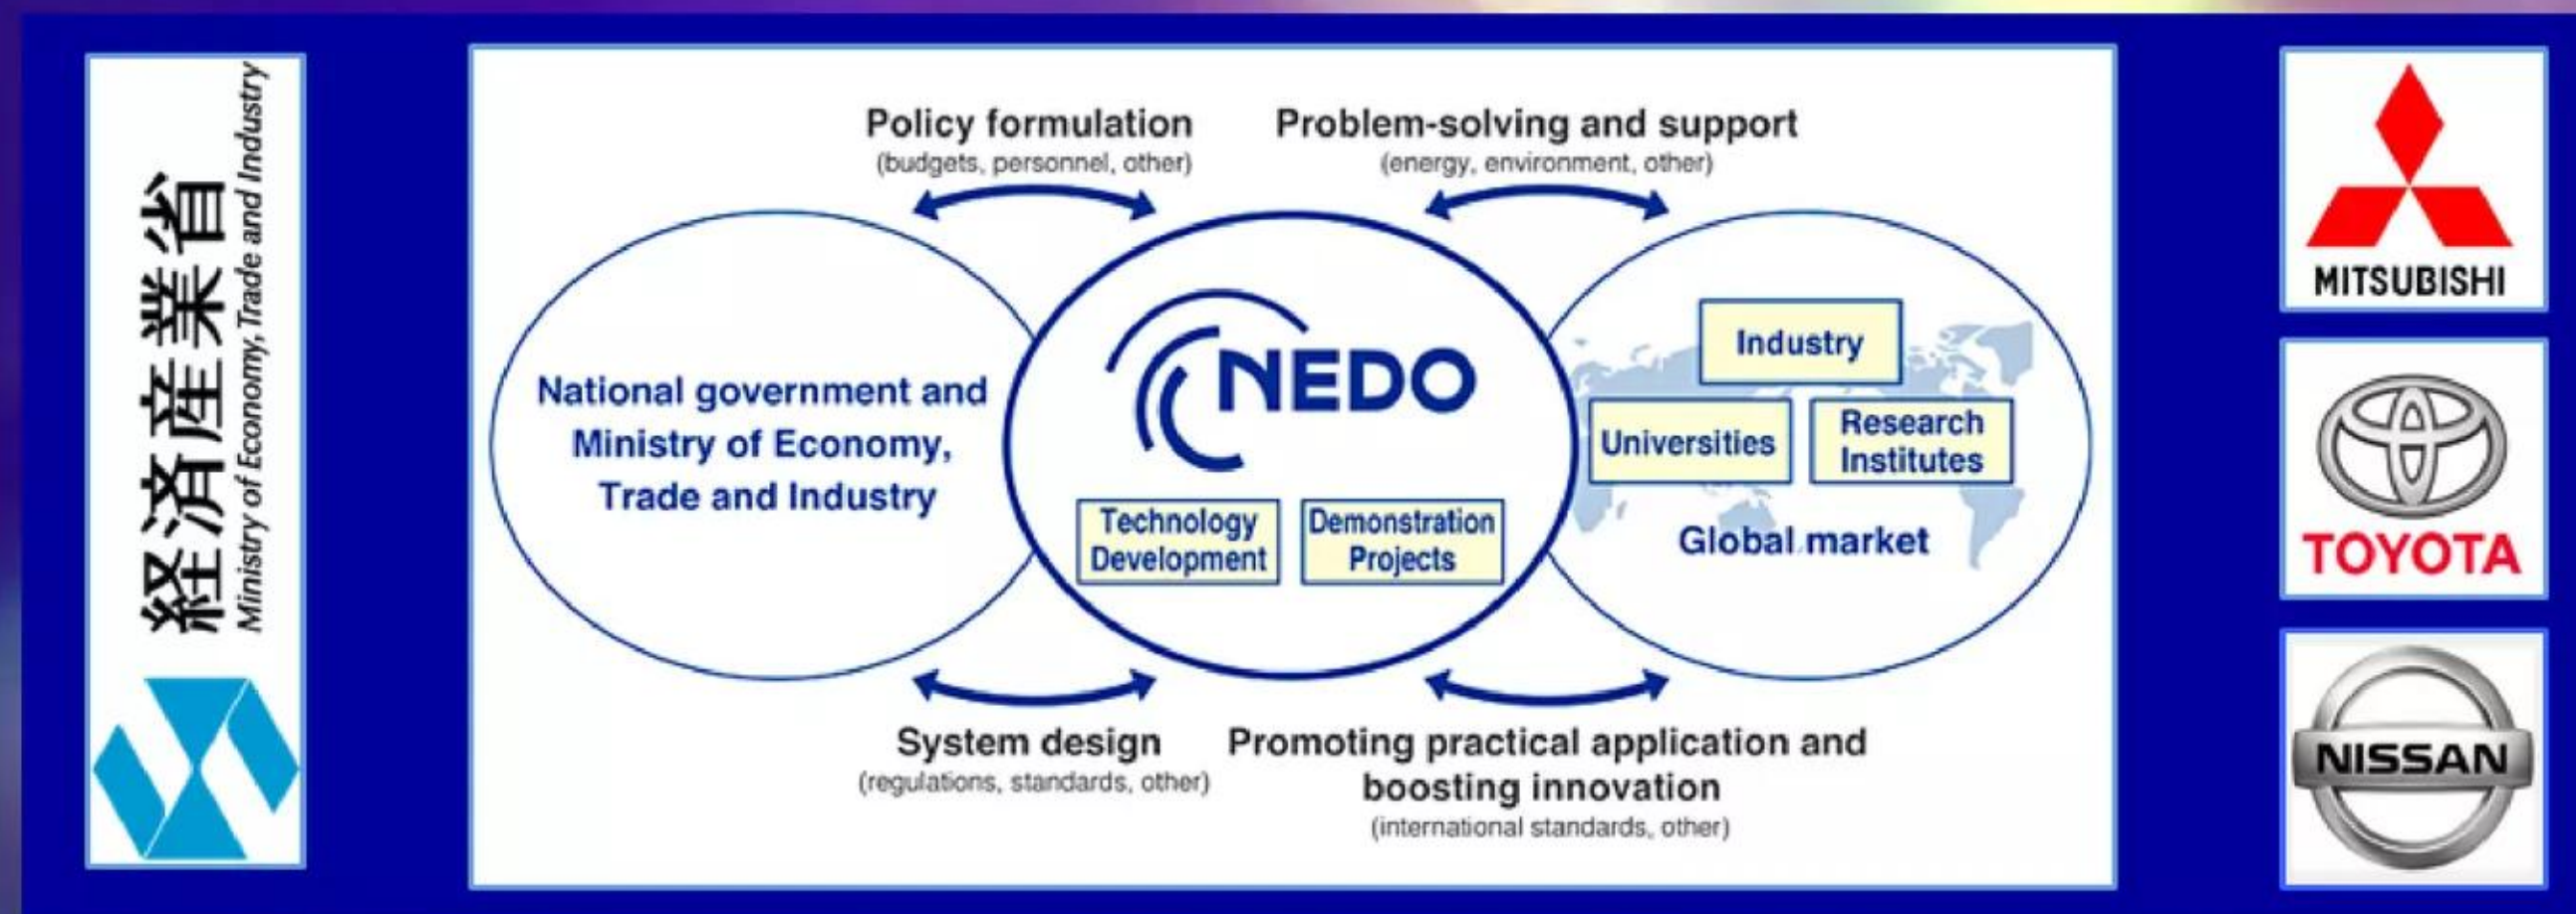 経済産業省
Ministry of Economy, Trade and Industry
Policy formulation
(budgets, personnel, other)
Problem-solving and support
(energy, environment, other)
National government and
Ministry of Economy,
Trade and Industry
NEDO
Technology
Development
Demonstration
Projects
Industry
Universities
Research
Institutes
Global market
System design
(regulations, standards, other)
Promoting practical application and
boosting innovation
(international standards, other)
MITSUBISHI
TOYOTA
NISSAN